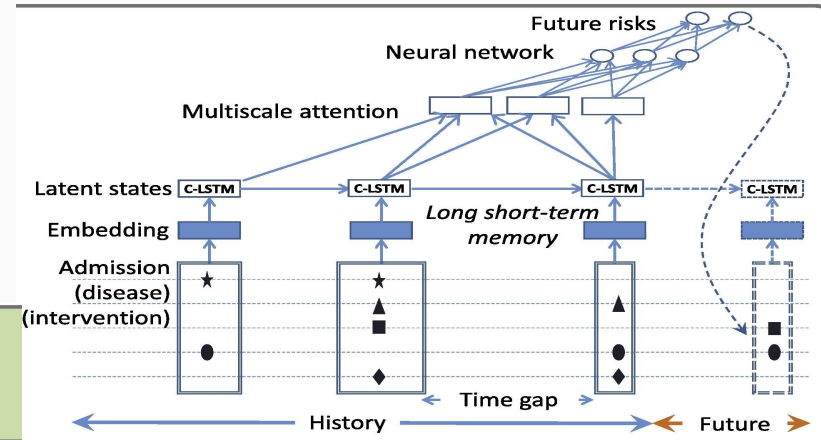 Future risks
Neural network
Multiscale attention
Latent states C-LSTM C-LSTM C-LSTM C-LSTM
Long short-term
memory
Embedding
Admission
(disease)
(intervention)
Time gap
History Future